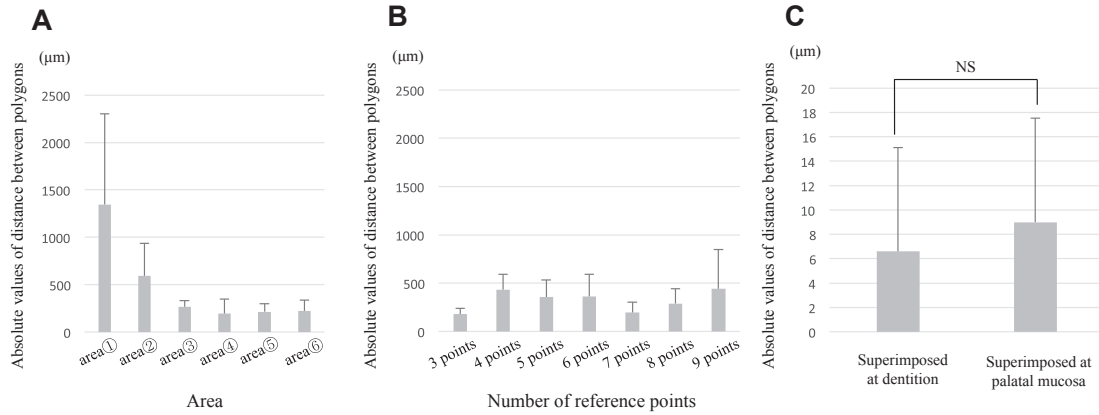 A
(μm)
Absolute values of distance between polygons
2500
2000
1500
1000
500
0
area①
area②
area③
area④
area⑤
area⑥
Area
B
(μm)
Absolute values of distance between polygons
2500
2000
1500
1000
500
0
3 points
4 points
5 points
6 points
7 points
8 points
9 points
Number of reference points
C
(μm)
Absolute values of distance between polygons
NS
20
18
16
14
12
10
8
6
4
2
0
Superimposed
at dentition
Superimposed at
palatal mucosa